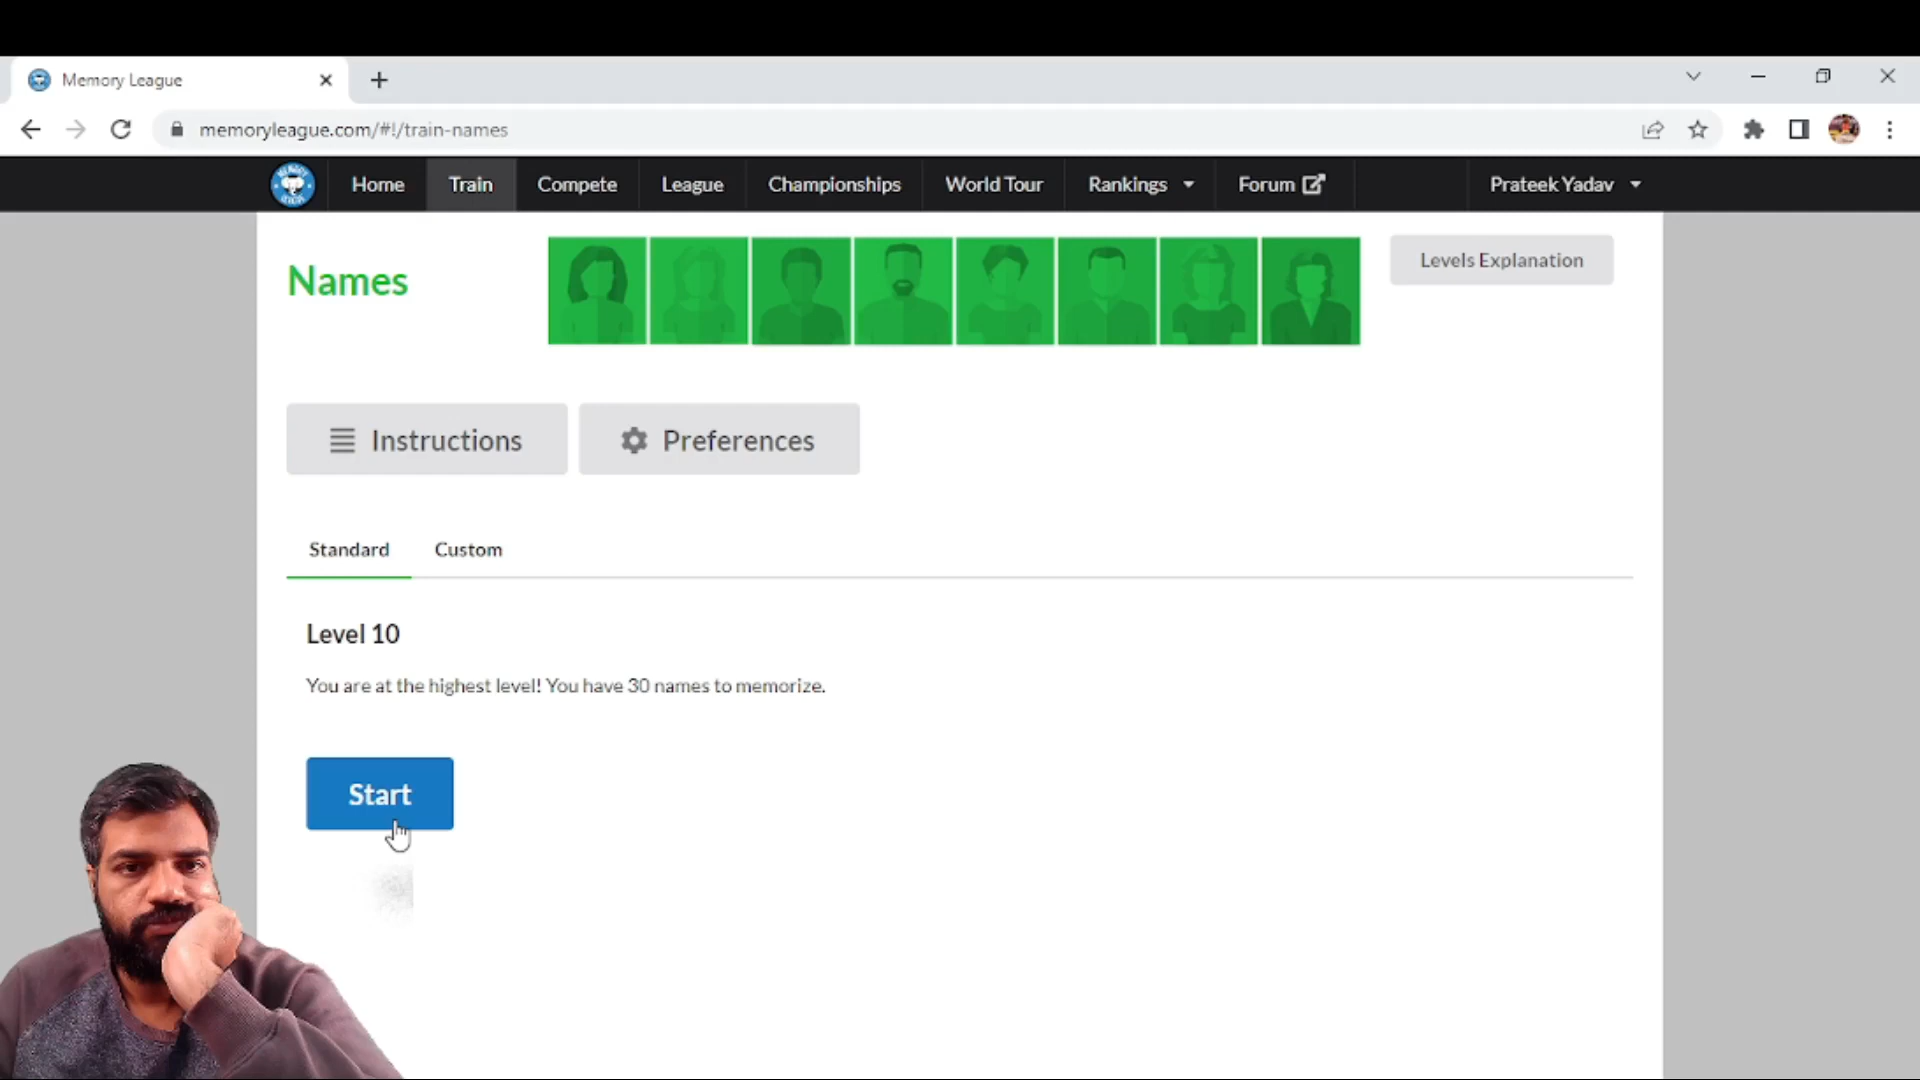 Memory League
memoryleague.com/#!/train-names
Home Train Compete League Championships World Tour Rankings Forum Prateek Yadav
Names
Levels Explanation
Instructions Preferences
Standard Custom
Level 10
You are at the highest level! You have 30 names to memorize.
Start